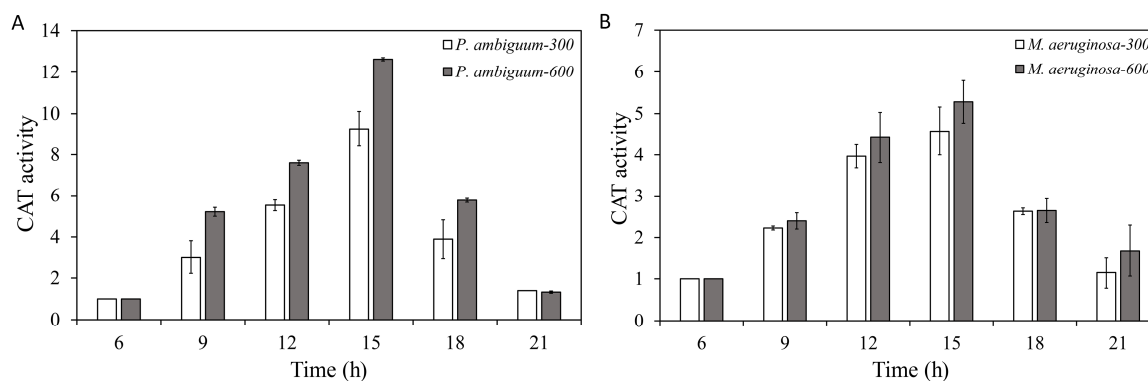 A
CAT activity
14
12
10
8
6
4
2
0
P. ambiguum-300
P. ambiguum-600
6 9 12 15 18 21
Time (h)
B
CAT activity
7
6
5
4
3
2
1
0
M. aeruginosa-300
M. aeruginosa-600
6 9 12 15 18 21
Time (h)